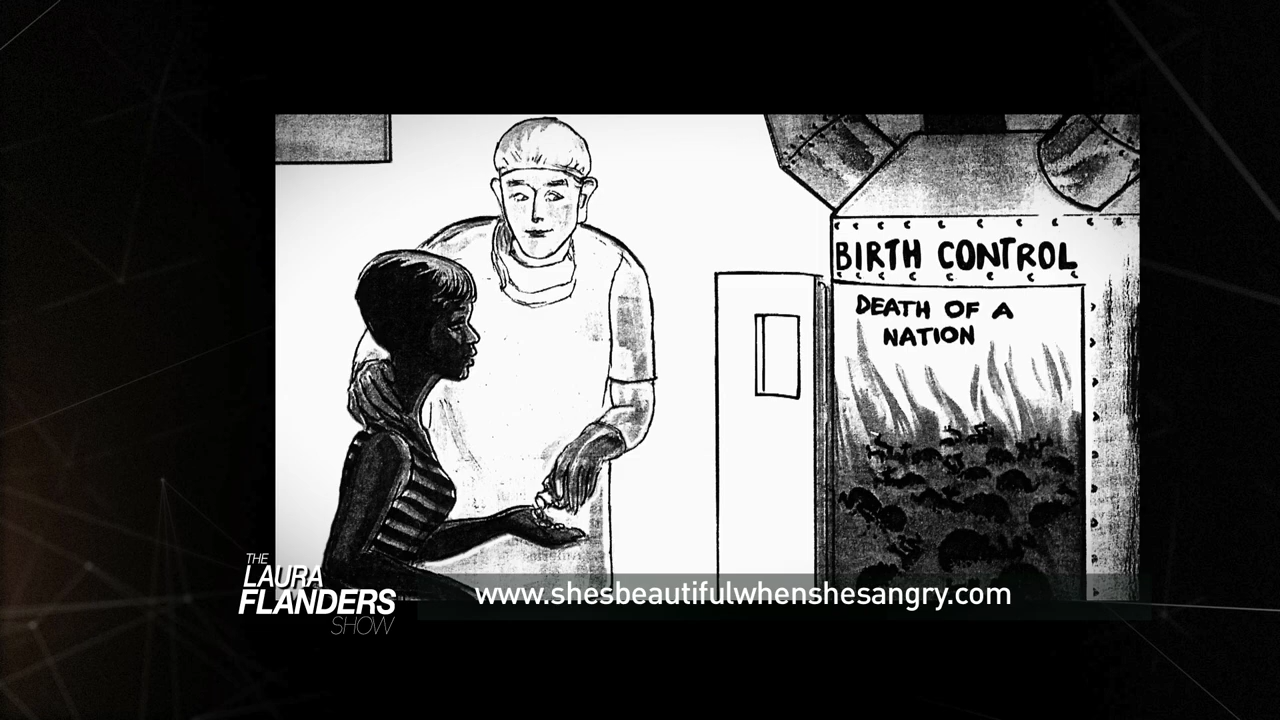 BIRTH CONTROL
DEATH OF A
NATION
THE
LAURA
FLANDERS
SHOW
www.shesbeautifulwhenshesangry.com